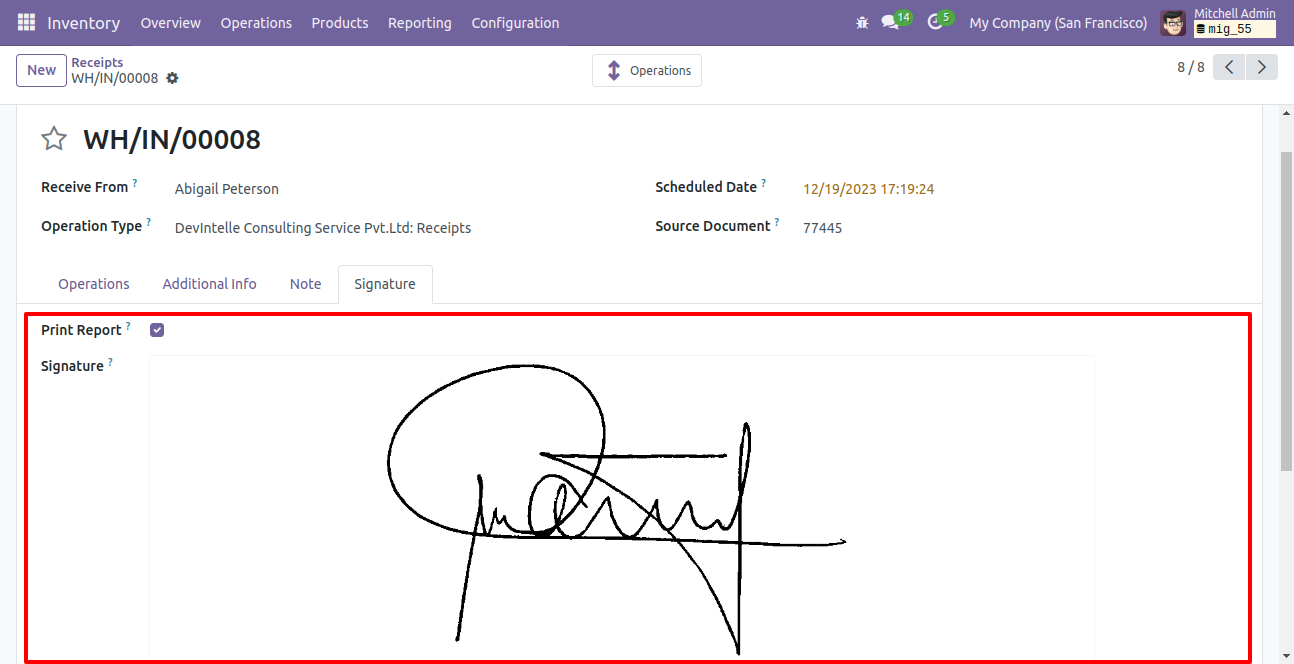 Inventory Overview Operations Products Reporting Configuration 14 5 My Company (San Francisco) Mitchell Admin
mig_55
New Receipts
WH/IN/00008
Operations
8 / 8
WH/IN/00008
Receive From ? Abigail Peterson
Scheduled Date ? 12/19/2023 17:19:24
Operation Type ? DevIntelle Consulting Service Pvt.Ltd: Receipts
Source Document ? 77445
Operations Additional Info Note Signature
Print Report ?
Signature ?